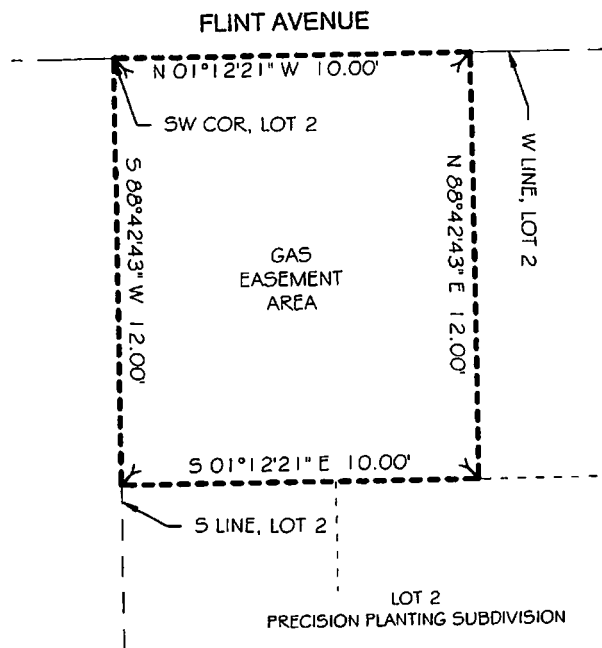 FLINT AVENUE
N 01°12'21" W 10.00'
SW COR, LOT 2
W LINE, LOT 2
S 88°42'43" W 12.00'
N 88°42'43" E 12.00'
GAS
EASEMENT
AREA
S 01°12'21" E 10.00'
S LINE, LOT 2
LOT 2
PRECISION PLANTING SUBDIVISION